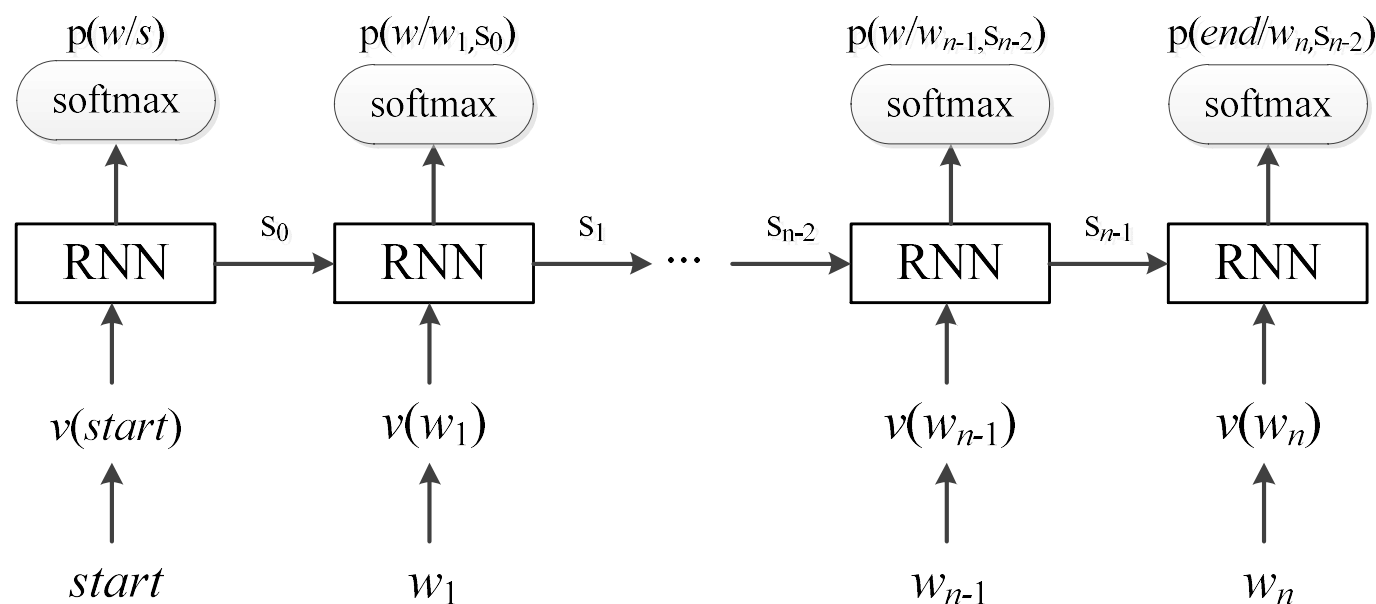 p(w/s) p(w/w₁,s₀) p(w/wₙ₋₁,sₙ₋₂) p(end/wₙ,sₙ₋₂)
softmax softmax softmax softmax
s₀ s₁ sₙ₋₂ sₙ₋₁
RNN RNN ... RNN RNN
v(start) v(w₁) v(wₙ₋₁) v(wₙ)
start w₁ wₙ₋₁ wₙ